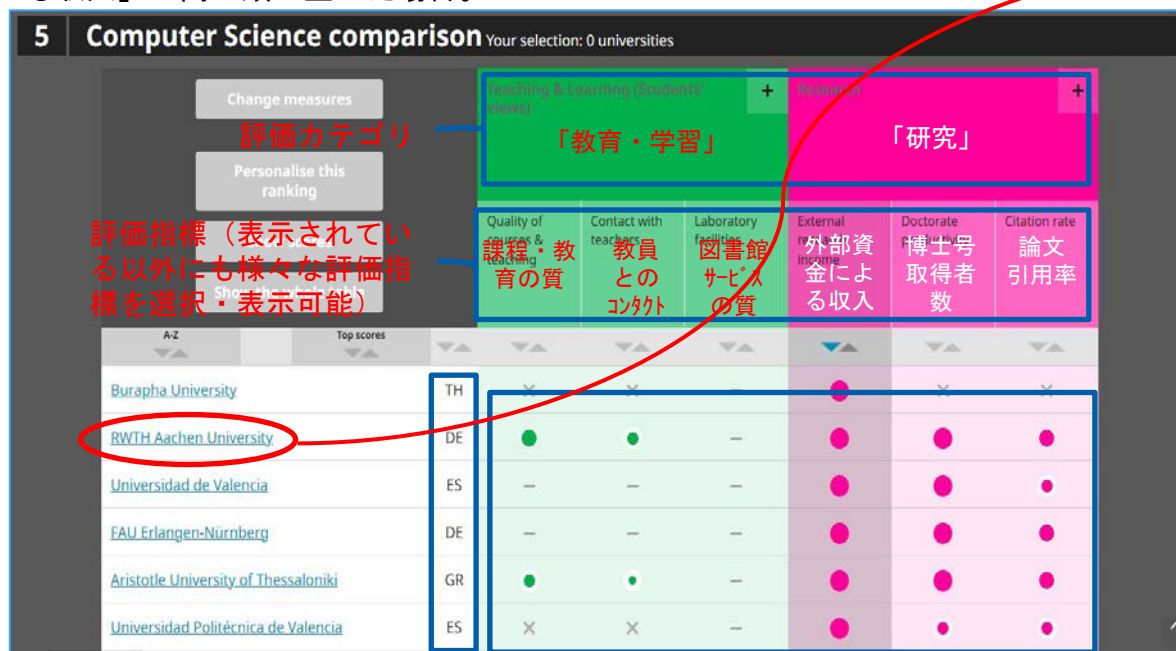 5 Computer Science comparison Your selection: 0 universities
Change measures
Teaching & Learning (Students' views) +
Research +
評価カテゴリ
「教育・学習」
「研究」
Personalise this
ranking
評価指標（表示されてい
る以外にも様々な評価指
標を選択・表示可能）
Show the whole table
Quality of
courses &
teaching
課程・教
育の質
Contact with
teachers
教員
との
コンタクト
Laboratory
facilities
図書館
サービス
の質
External
research
income
外部資
金によ
る収入
Doctorate
productivity
博士号
取得者
数
Citation rate
論文
引用率
A-Z Top scores
Burapha University TH × × – × ×
RWTH Aachen University DE –
Universidad de Valencia ES – – –
FAU Erlangen-Nürnberg DE – – –
Aristotle University of Thessaloniki GR –
Universidad Politécnica de Valencia ES × × –